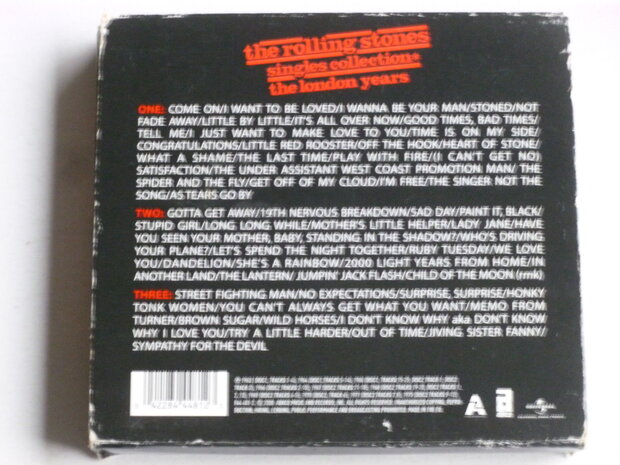 the rolling stones
singles collection*
the london years
ONE: COME ON/I WANT TO BE LOVED/I WANNA BE YOUR MAN/STONED/NOT
FADE AWAY/LITTLE BY LITTLE/IT'S ALL OVER NOW/GOOD TIMES, BAD TIMES/
TELL ME/I JUST WANT TO MAKE LOVE TO YOU/TIME IS ON MY SIDE/
CONGRATULATIONS/LITTLE RED ROOSTER/OFF THE HOOK/HEART OF STONE/
WHAT A SHAME/THE LAST TIME/PLAY WITH FIRE/(I CAN'T GET NO)
SATISFACTION/THE UNDER ASSISTANT WEST COAST PROMOTION MAN/THE
SPIDER AND THE FLY/GET OFF OF MY CLOUD/I'M FREE/THE SINGER NOT THE
SONG/AS TEARS GO BY
TWO: GOTTA GET AWAY/19TH NERVOUS BREAKDOWN/SAD DAY/PAINT IT, BLACK/
STUPID GIRL/LONG LONG WHILE/MOTHER'S LITTLE HELPER/LADY JANE/HAVE
YOU SEEN YOUR MOTHER, BABY, STANDING IN THE SHADOW?/WHO'S DRIVING
YOUR PLANE?/LET'S SPEND THE NIGHT TOGETHER/RUBY TUESDAY/WE LOVE
YOU/DANDELION/SHE'S A RAINBOW/2000 LIGHT YEARS FROM HOME/IN
ANOTHER LAND/THE LANTERN/JUMPIN' JACK FLASH/CHILD OF THE MOON (rmk)
THREE: STREET FIGHTING MAN/NO EXPECTATIONS/SURPRISE, SURPRISE/HONKY
TONK WOMEN/YOU CAN'T ALWAYS GET WHAT YOU WANT/MEMO FROM
TURNER/BROWN SUGAR/WILD HORSES/I DON'T KNOW WHY aka DON'T KNOW
WHY I LOVE YOU/TRY A LITTLE HARDER/OUT OF TIME/JIVING SISTER FANNY/
SYMPATHY FOR THE DEVIL